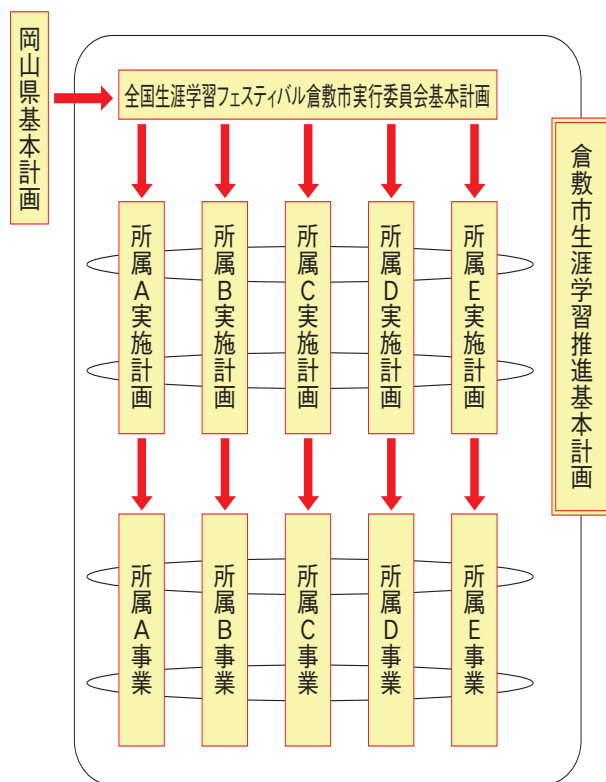 岡山県基本計画
全国生涯学習フェスティバル倉敷市実行委員会基本計画
倉敷市生涯学習推進基本計画
所属A実施計画
所属B実施計画
所属C実施計画
所属D実施計画
所属E実施計画
所属A事業
所属B事業
所属C事業
所属D事業
所属E事業